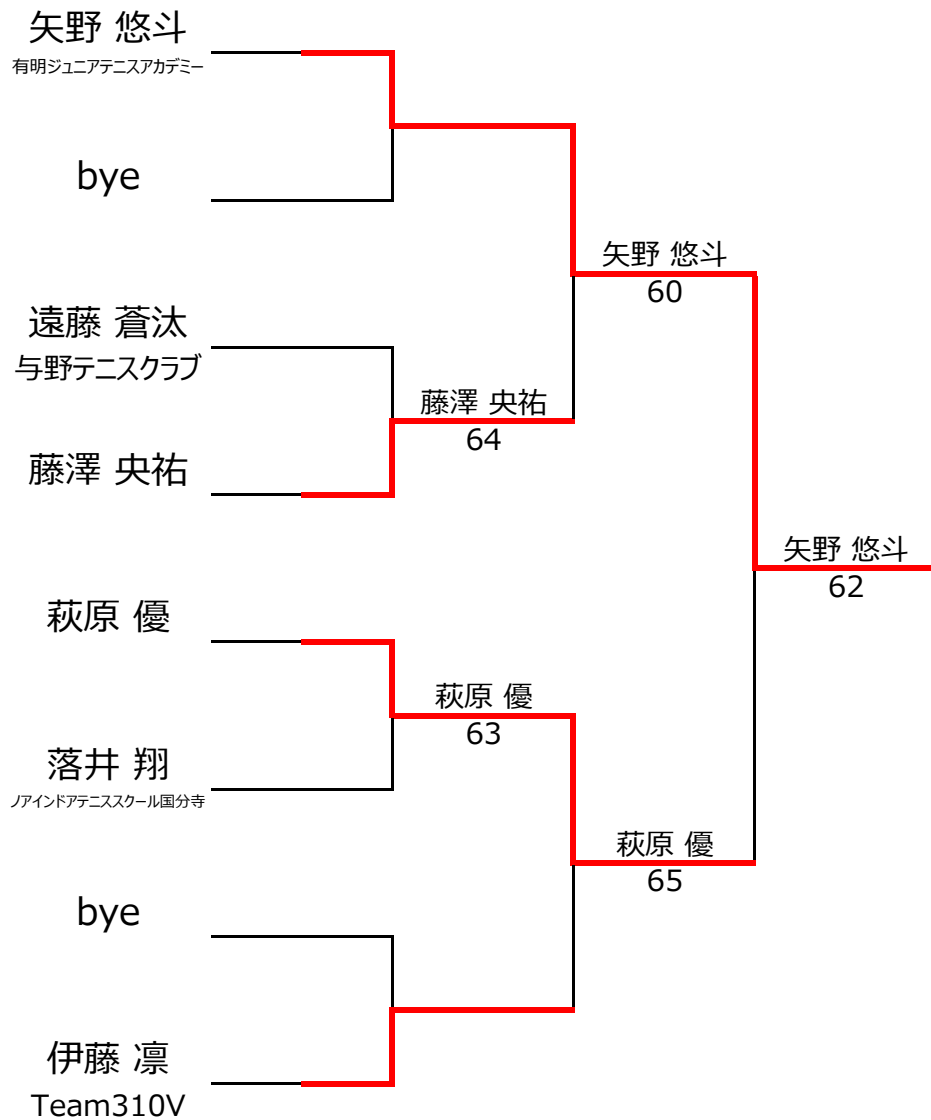 矢野 悠斗
有明ジュニアテニスアカデミー
bye
遠藤 蒼汰
与野テニスクラブ
藤澤 央祐
萩原 優
落井 翔
ノアインドアテニススクール国分寺
bye
伊藤 凛
Team310V
藤澤 央祐
64
萩原 優
63
矢野 悠斗
60
萩原 優
65
矢野 悠斗
62